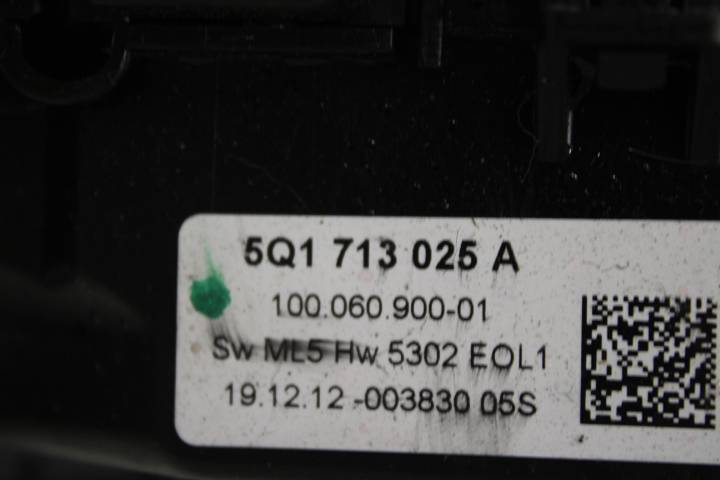 5Q1 713 025 A
100.060.900-01
Sw ML5 Hw 5302 EOL1
19.12.12 -003830 05S